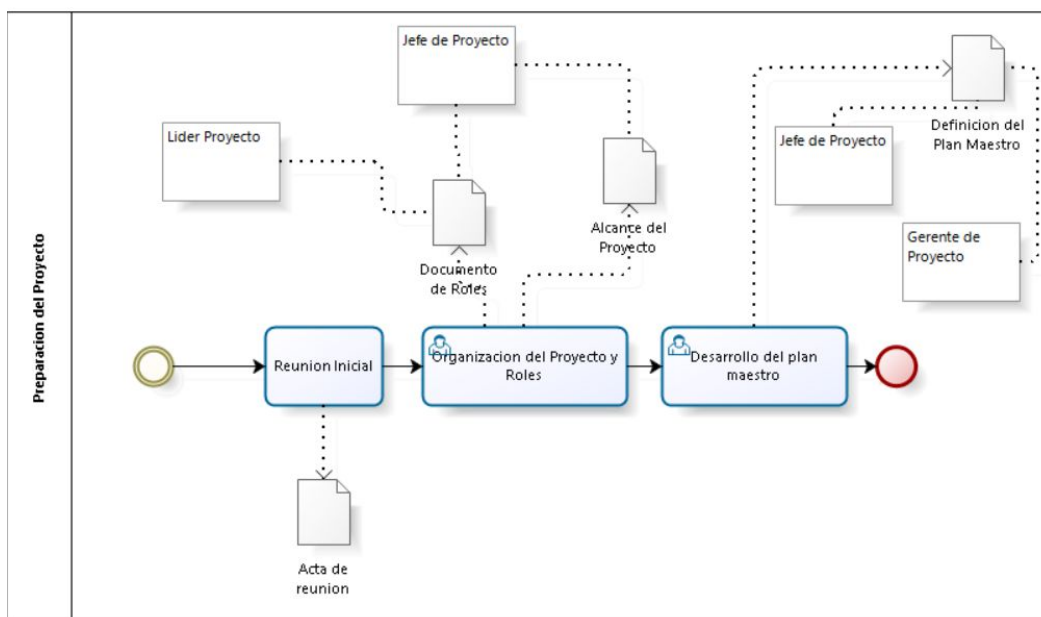 Preparacion del Proyecto
Jefe de Proyecto
Lider Proyecto
Documento
de Roles
Alcance del
Proyecto
Definicion del
Plan Maestro
Jefe de Proyecto
Gerente de
Proyecto
Reunion Inicial
Organizacion del Proyecto y
Roles
Desarrollo del plan
maestro
Acta de
reunion